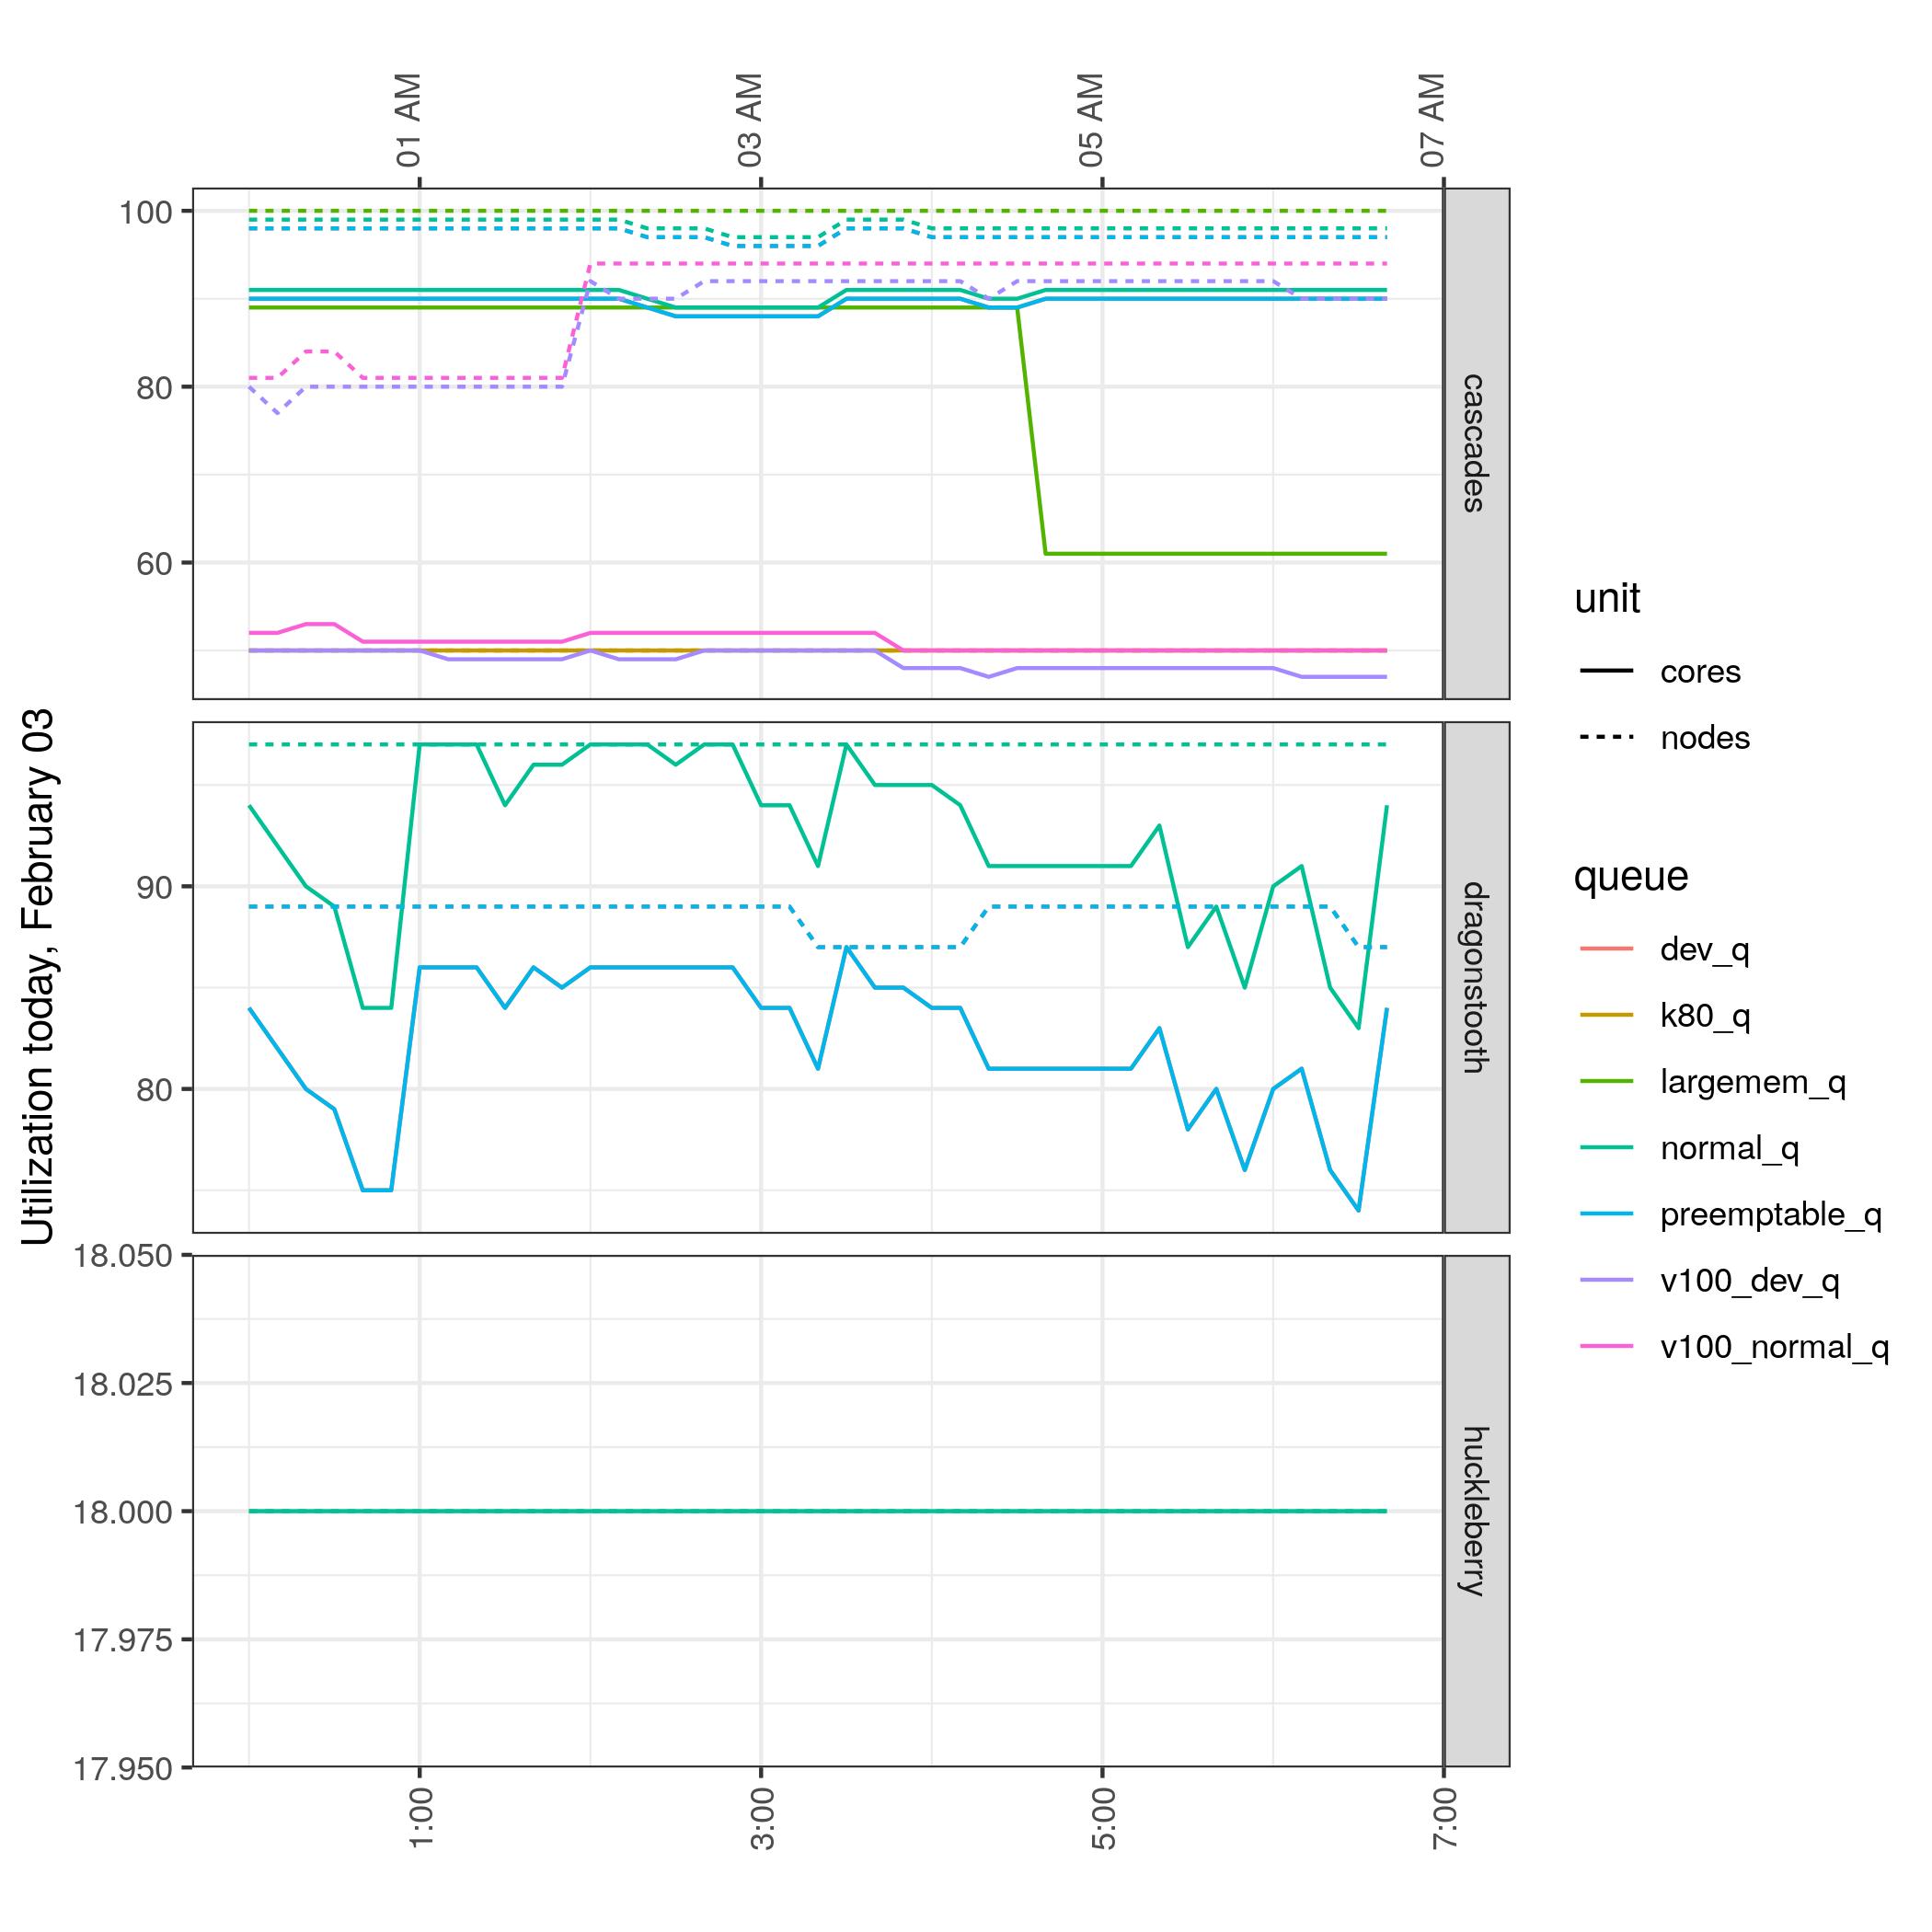 01 AM
03 AM
05 AM
07 AM
100
80
60
cascades
90
80
dragonstooth
18.050
18.025
18.000
17.975
17.950
huckleberry
1:00
3:00
5:00
7:00
Utilization today, February 03
unit
cores
nodes
queue
dev_q
k80_q
largemem_q
normal_q
preemptable_q
v100_dev_q
v100_normal_q